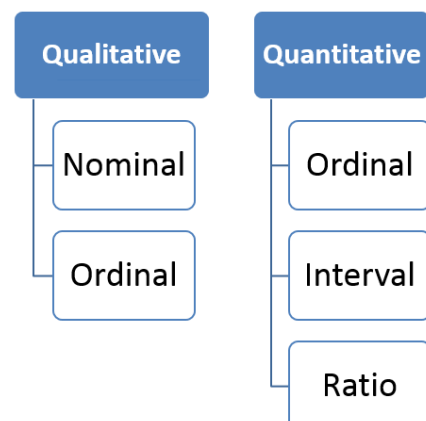 Qualitative
Nominal
Ordinal
Quantitative
Ordinal
Interval
Ratio